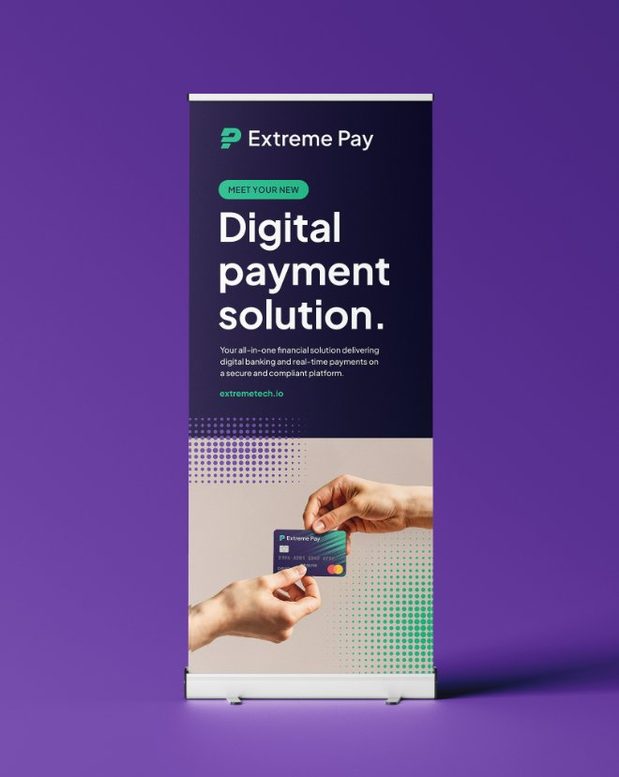 Extreme Pay
MEET YOUR NEW
Digital
payment
solution.
Your all-in-one financial solution delivering
digital banking and real-time payments on
a secure and compliant platform.
extremetech.io
Extreme Pay